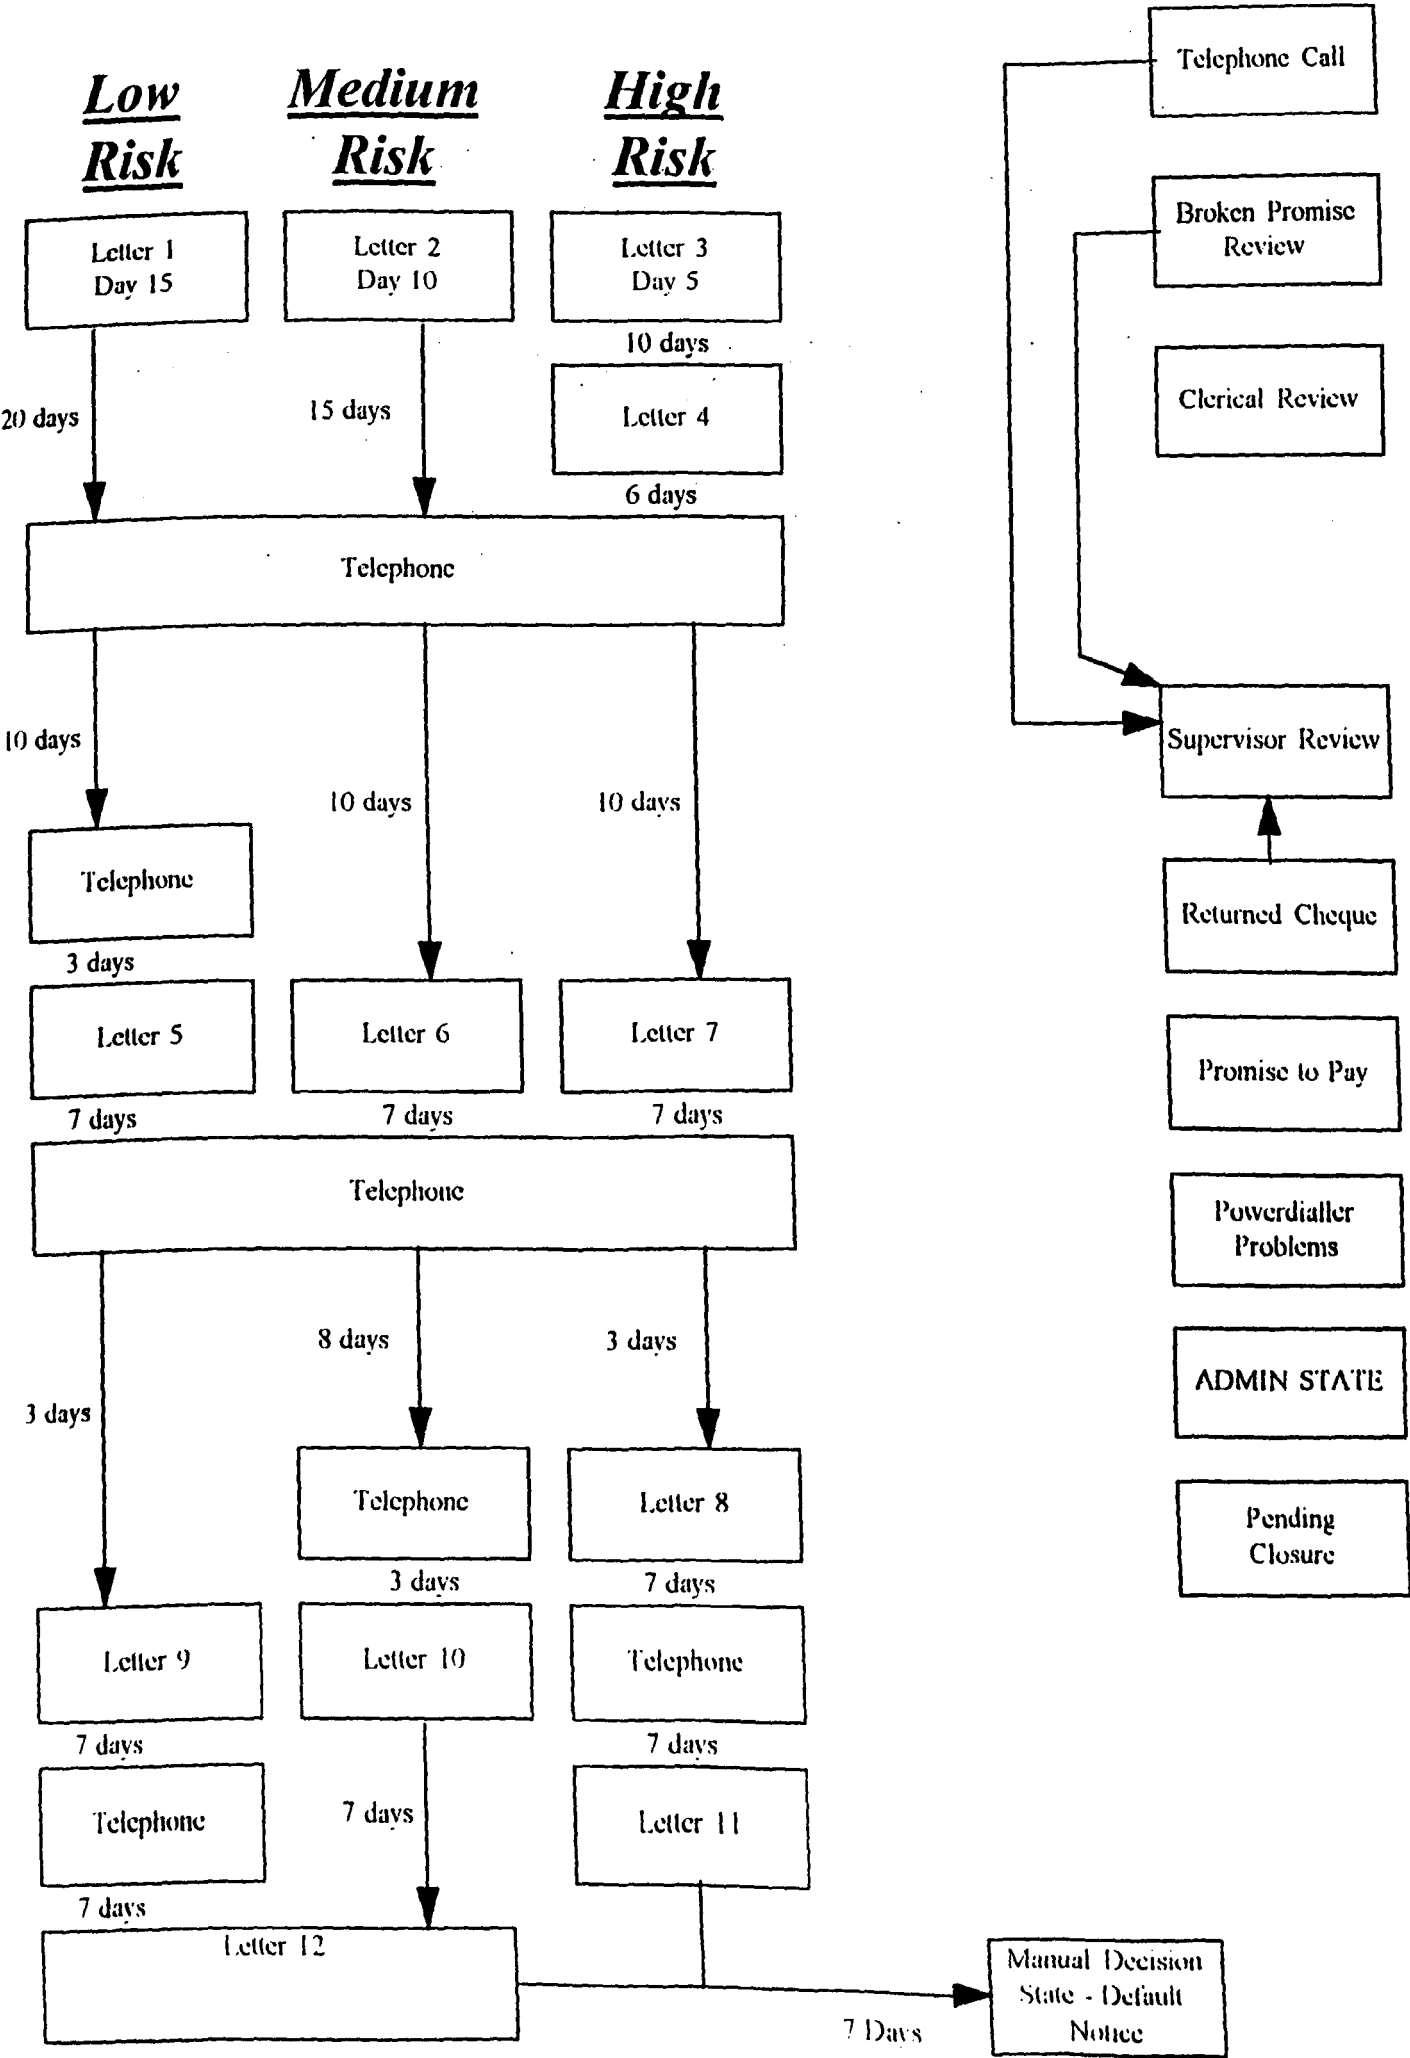 Low
Risk
Medium
Risk
High
Risk
Letter 1
Day 15
Letter 2
Day 10
Letter 3
Day 5
10 days
20 days
15 days
Letter 4
6 days
Telephone
10 days
10 days
10 days
Telephone
3 days
Letter 5
Letter 6
Letter 7
7 days
7 days
7 days
Telephone
3 days
8 days
3 days
Telephone
Letter 8
3 days
7 days
Letter 9
Letter 10
Telephone
7 days
7 days
Telephone
7 days
Letter 11
7 days
Letter 12
7 Days
Manual Decision
State - Default
Notice
Telephone Call
Broken Promise
Review
Clerical Review
Supervisor Review
Returned Cheque
Promise to Pay
Powerdialler
Problems
ADMIN STATE
Pending
Closure